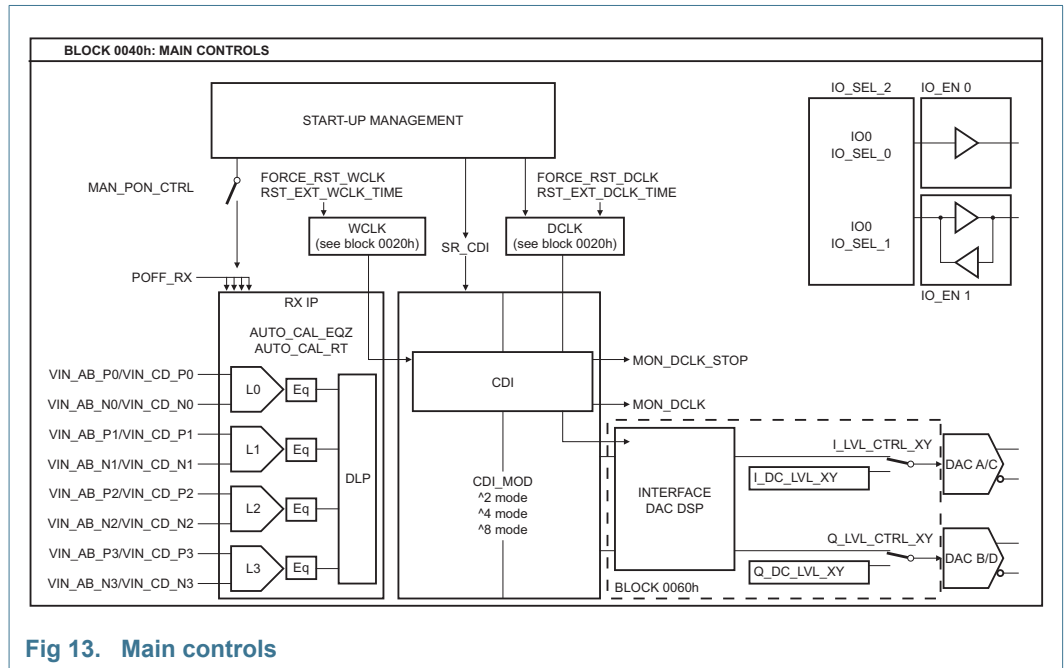 BLOCK 0040h: MAIN CONTROLS
START-UP MANAGEMENT
IO_SEL_2
IO_EN 0
IO0
IO_SEL_0
IO0
IO_SEL_1
IO_EN 1
MAN_PON_CTRL
FORCE_RST_WCLK
RST_EXT_WCLK_TIME
FORCE_RST_DCLK
RST_EXT_DCLK_TIME
WCLK
(see block 0020h)
SR_CDI
DCLK
(see block 0020h)
POFF_RX
RX IP
AUTO_CAL_EQZ
AUTO_CAL_RT
VIN_AB_P0/VIN_CD_P0
L0
Eq
VIN_AB_N0/VIN_CD_N0
VIN_AB_P1/VIN_CD_P1
L1
Eq
VIN_AB_N1/VIN_CD_N1
DLP
VIN_AB_P2/VIN_CD_P2
L2
Eq
VIN_AB_N2/VIN_CD_N2
VIN_AB_P3/VIN_CD_P3
L3
Eq
VIN_AB_N3/VIN_CD_N3
CDI
MON_DCLK_STOP
MON_DCLK
CDI_MOD
^2 mode
^4 mode
^8 mode
INTERFACE
DAC DSP
I_LVL_CTRL_XY
I_DC_LVL_XY
DAC A/C
Q_LVL_CTRL_XY
Q_DC_LVL_XY
DAC B/D
BLOCK 0060h
Fig 13. Main controls